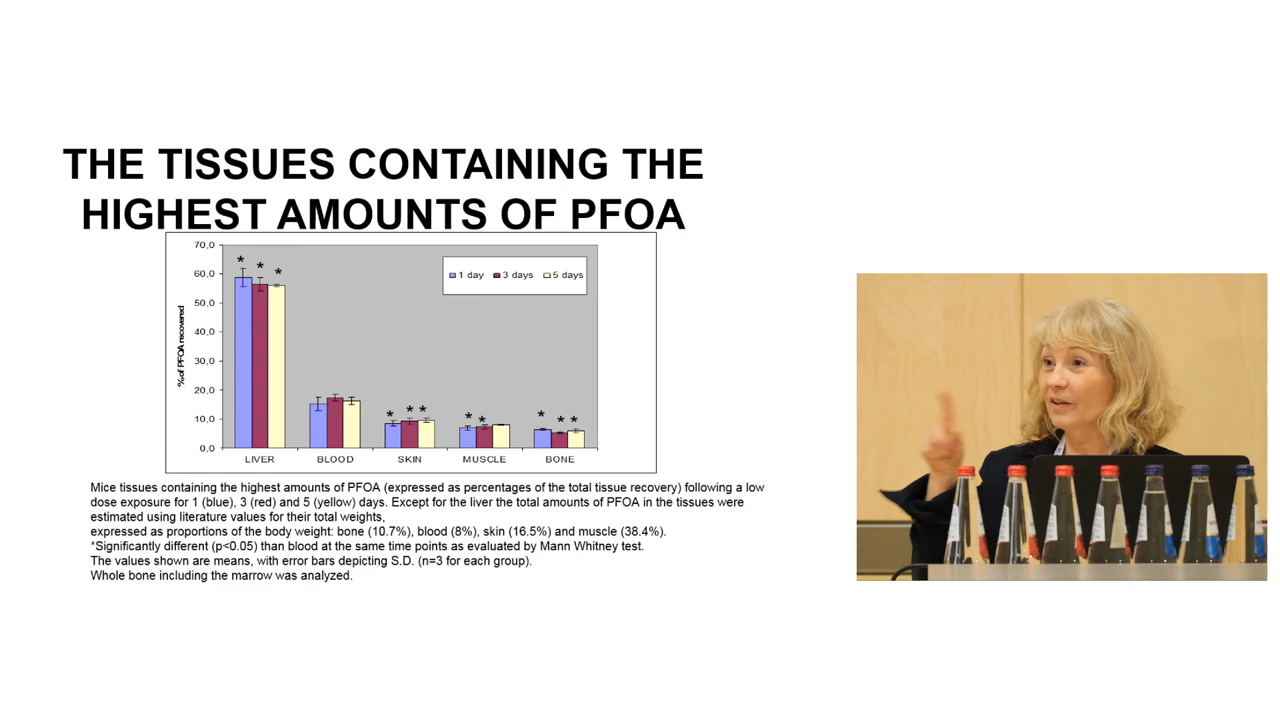 THE TISSUES CONTAINING THE
HIGHEST AMOUNTS OF PFOA
70,0
60,0
50,0
40,0
30,0
20,0
10,0
0,0
% of PFOA recovered
1 day 3 days 5 days
* * *
* * *
* *
* * *
LIVER BLOOD SKIN MUSCLE BONE
Mice tissues containing the highest amounts of PFOA (expressed as percentages of the total tissue recovery) following a low
dose exposure for 1 (blue), 3 (red) and 5 (yellow) days. Except for the liver the total amounts of PFOA in the tissues were
estimated using literature values for their total weights,
expressed as proportions of the body weight: bone (10.7%), blood (8%), skin (16.5%) and muscle (38.4%).
*Significantly different (p<0.05) than blood at the same time points as evaluated by Mann Whitney test.
The values shown are means, with error bars depicting S.D. (n=3 for each group).
Whole bone including the marrow was analyzed.